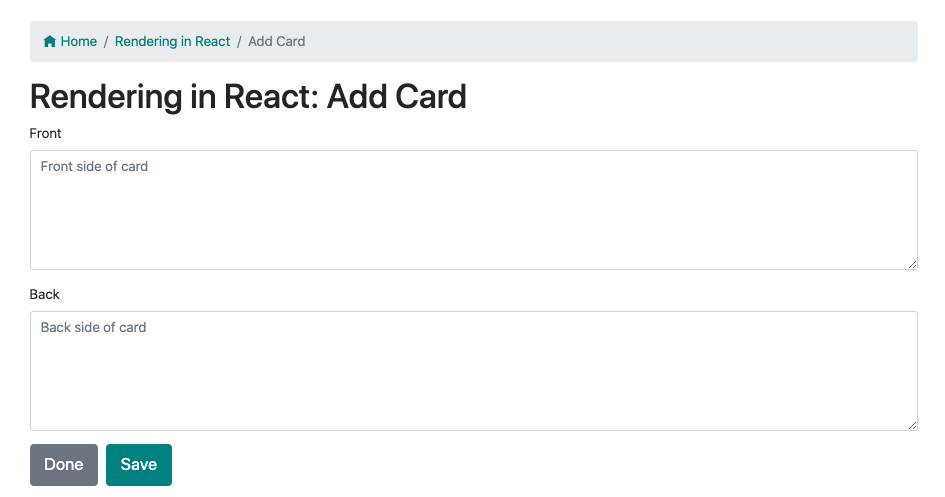 Home / Rendering in React / Add Card
Rendering in React: Add Card
Front
Front side of card
Back
Back side of card
Done Save